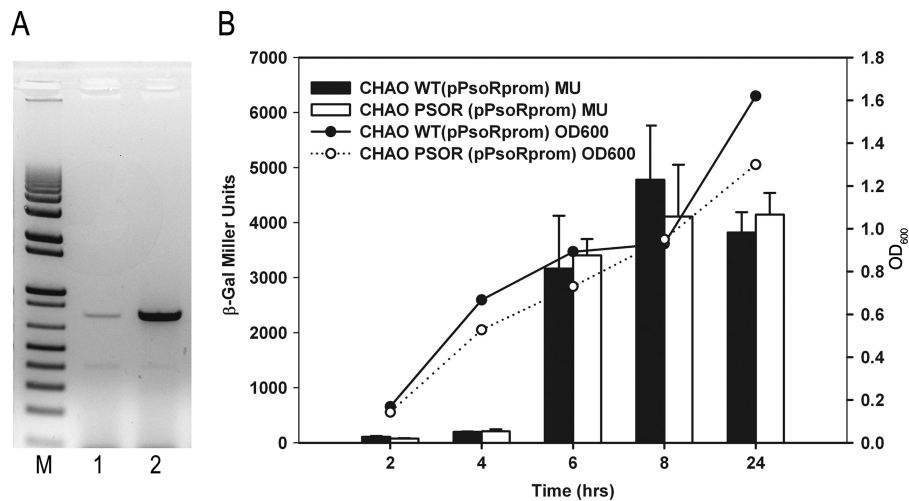 A
M 1 2
B
7000
6000
5000
4000
3000
2000
1000
0
β-Gal Miller Units
CHAO WT(pPsoRprom) MU
CHAO PSOR (pPsoRprom) MU
CHAO WT(pPsoRprom) OD600
CHAO PSOR (pPsoRprom) OD600
1.8
1.6
1.4
1.2
1.0
0.8
0.6
0.4
0.2
0.0
OD600
2 4 6 8 24
Time (hrs)